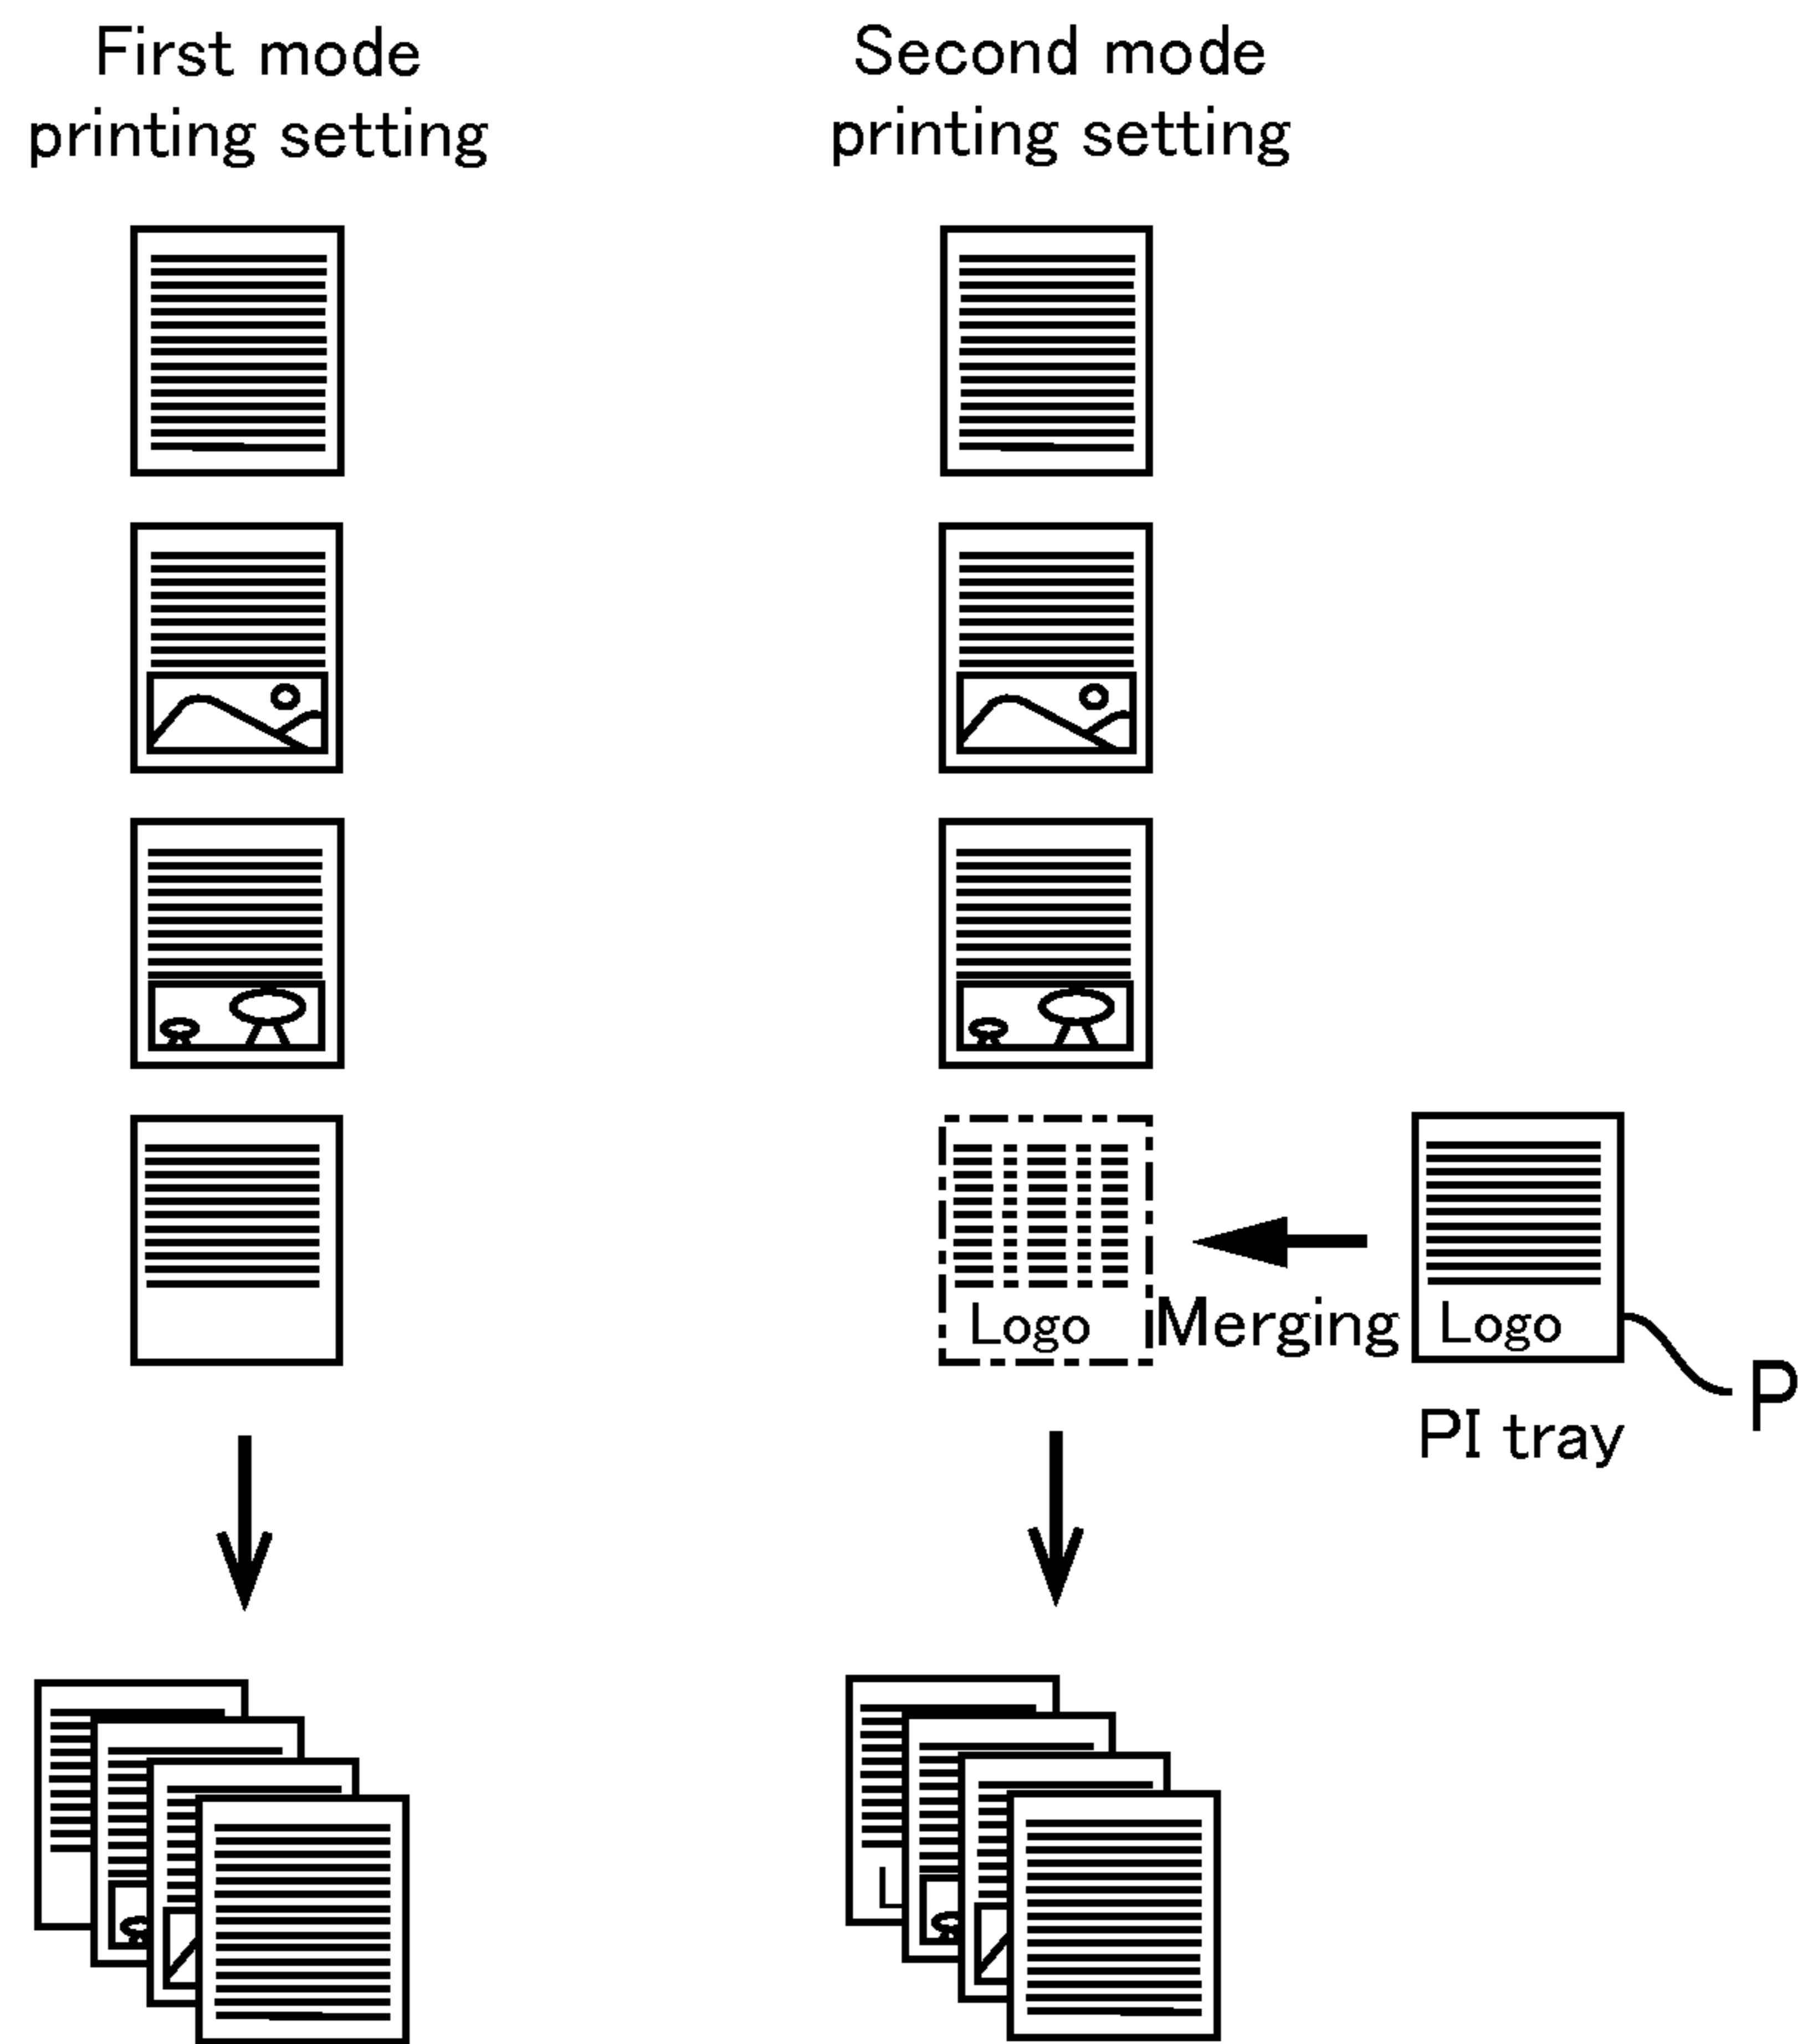 First mode
printing setting
Second mode
printing setting
Logo
Merging
Logo
P
PI tray
L